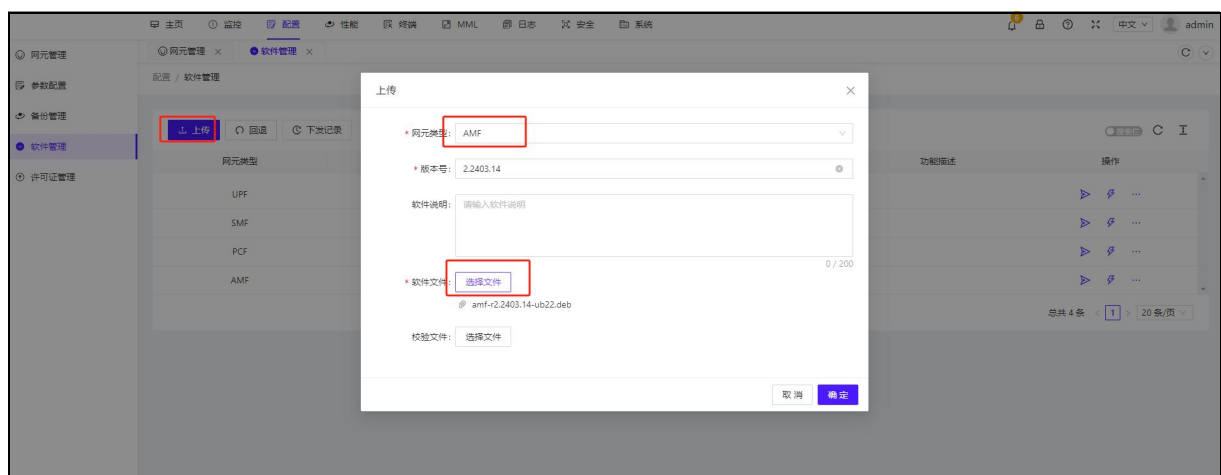 主页 监控 配置 性能 终端 MML 日志 安全 系统 6 中文 admin
网元管理 网元管理 软件管理
参数配置 配置 / 软件管理
备份管理
软件管理
许可证管理
上传 回退 下发记录
网元类型 功能描述 操作
UPF
SMF
PCF
AMF
总共 4 条 < 1 > 20 条/页
上传
* 网元类型: AMF
* 版本号: 2.2403.14
软件说明: 请输入软件说明
0 / 200
* 软件文件: 选择文件
amf-r2.2403.14-ub22.deb
校验文件: 选择文件
取 消 确 定